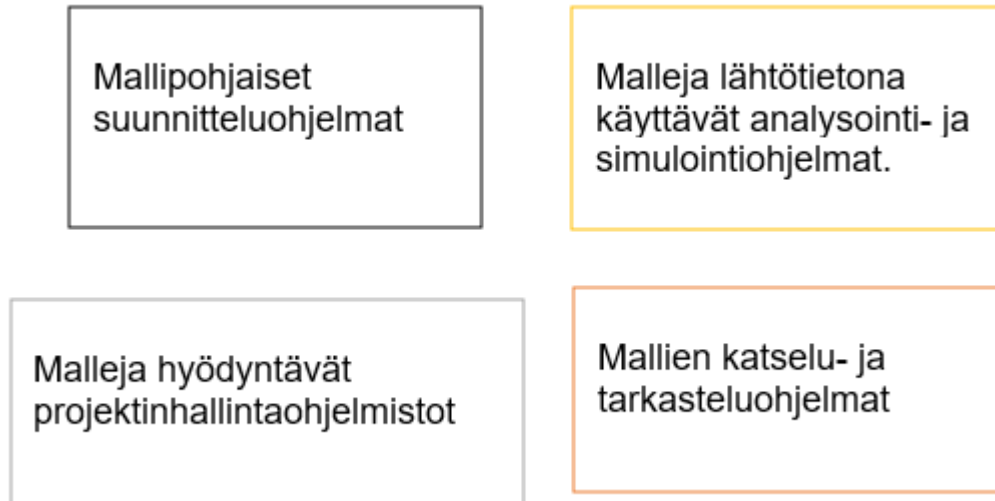 Mallipohjaiset
suunnitteluohjelmat
Malleja lähtötietona
käyttävät analysointi- ja
simulointiohjelmat.
Malleja hyödyntävät
projektinhallintaohjelmistot
Mallien katselu- ja
tarkasteluohjelmat